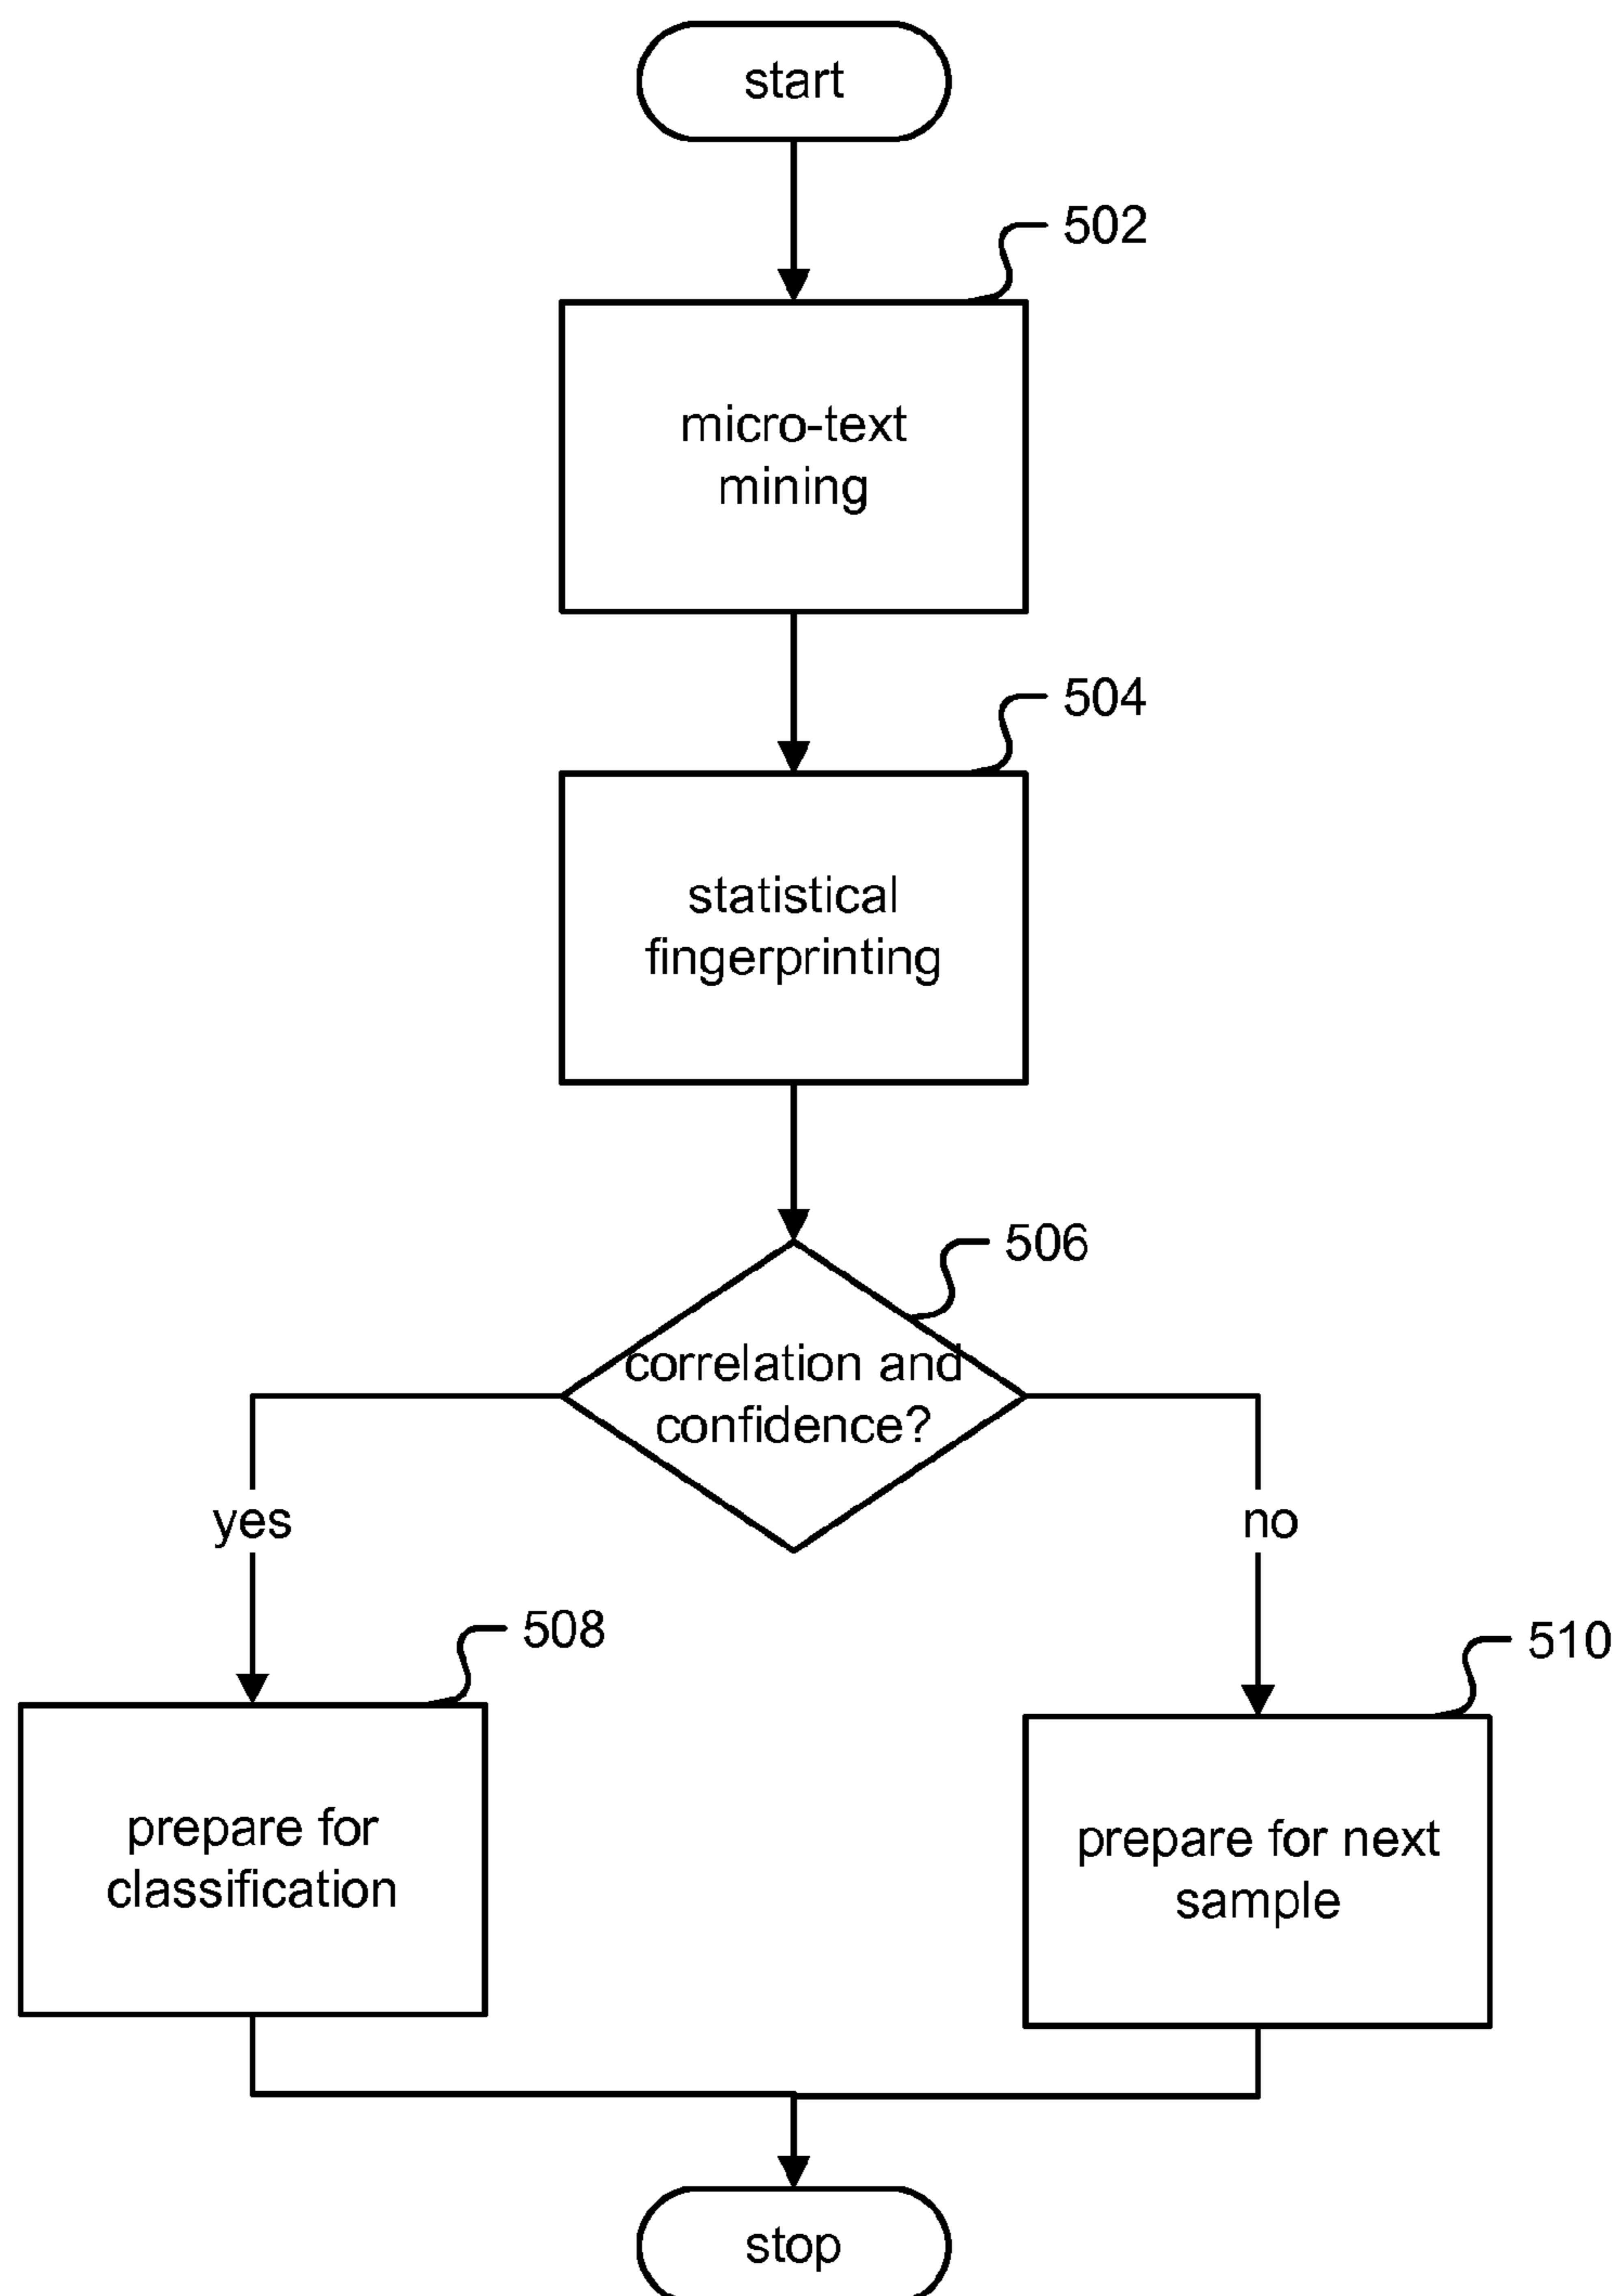 start
502
micro-text
mining
504
statistical
fingerprinting
506
correlation and
confidence?
yes
no
508
510
prepare for
classification
prepare for next
sample
stop